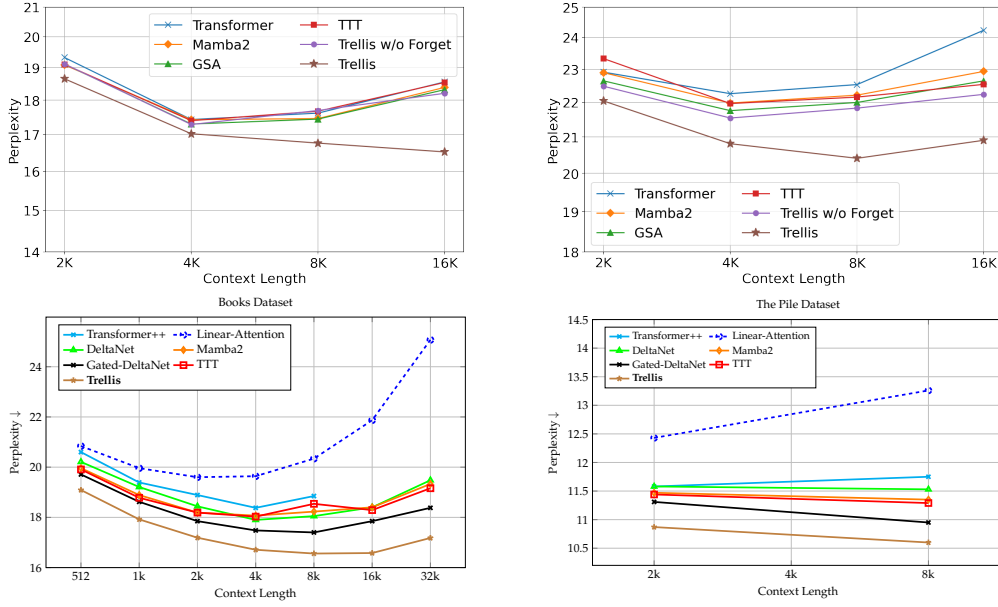 21
20
19
18
17
16
15
14
Perplexity
Transformer
Mamba2
GSA
TTT
Trellis w/o Forget
Trellis
2K
4K
8K
16K
Context Length
25
24
23
22
21
20
19
18
Perplexity
Transformer
Mamba2
GSA
TTT
Trellis w/o Forget
Trellis
2K
4K
8K
16K
Context Length
Books Dataset
24
22
20
18
16
Perplexity ↓
Transformer++
DeltaNet
Gated-DeltaNet
Trellis
Linear-Attention
Mamba2
TTT
512
1k
2k
4k
8k
16k
32k
Context Length
The Pile Dataset
14.5
14
13.5
13
12.5
12
11.5
11
10.5
Perplexity ↓
Transformer++
DeltaNet
Gated-DeltaNet
Trellis
Linear-Attention
Mamba2
TTT
2k
4k
8k
Context Length